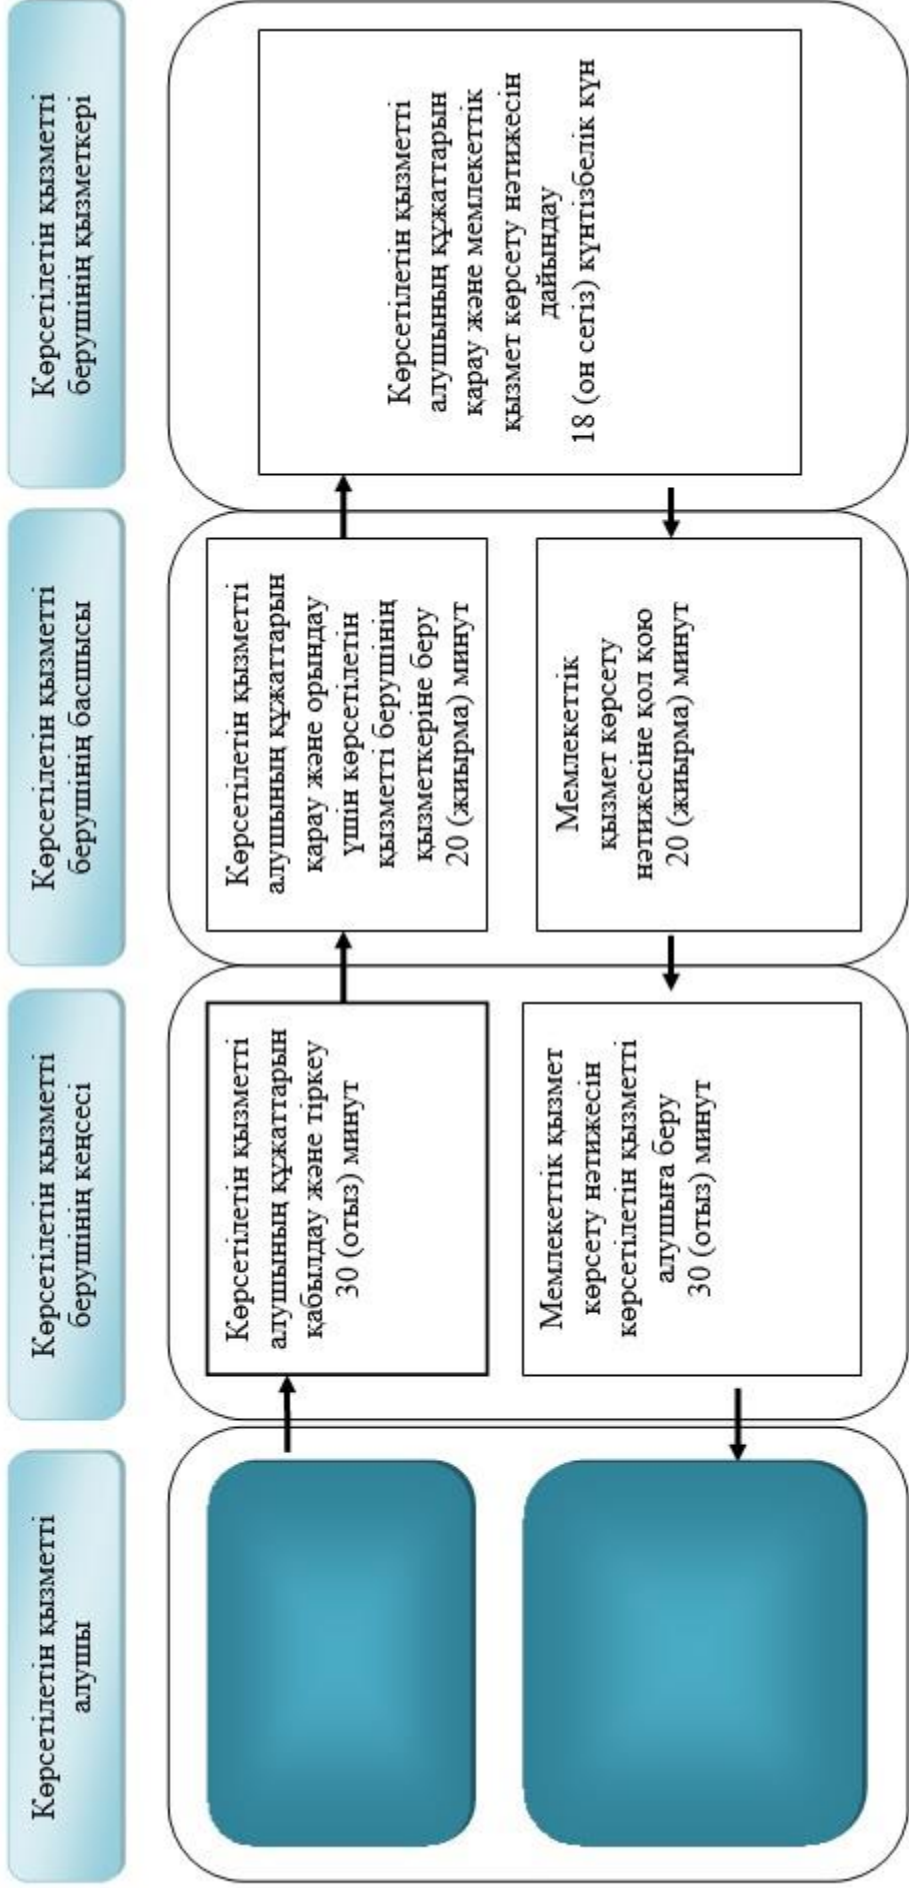 Көрсетілетін қызметті
алушы
Көрсетілетін қызметті
берушінің кеңсесі
Көрсетілетін қызметті
берушінің басшысы
Көрсетілетін қызметті
берушінің қызметкері
Көрсетілетін қызметті
алушының құжаттарын
қабылдау және тіркеу
30 (отыз) минут
Көрсетілетін қызметті
алушының құжаттарын
қарау және орындау
үшін көрсетілетін
қызметті берушінің
қызметкеріне беру
20 (жиырма) минут
Көрсетілетін қызметті
алушының құжаттарын
қарау және мемлекеттік
қызмет көрсету нәтижесін
дайындау
18 (он сегіз) күнтізбелік күн
Мемлекеттік қызмет
көрсету нәтижесін
көрсетілетін қызметті
алушыға беру
30 (отыз) минут
Мемлекеттік
қызмет көрсету
нәтижесіне қол қою
20 (жиырма) минут